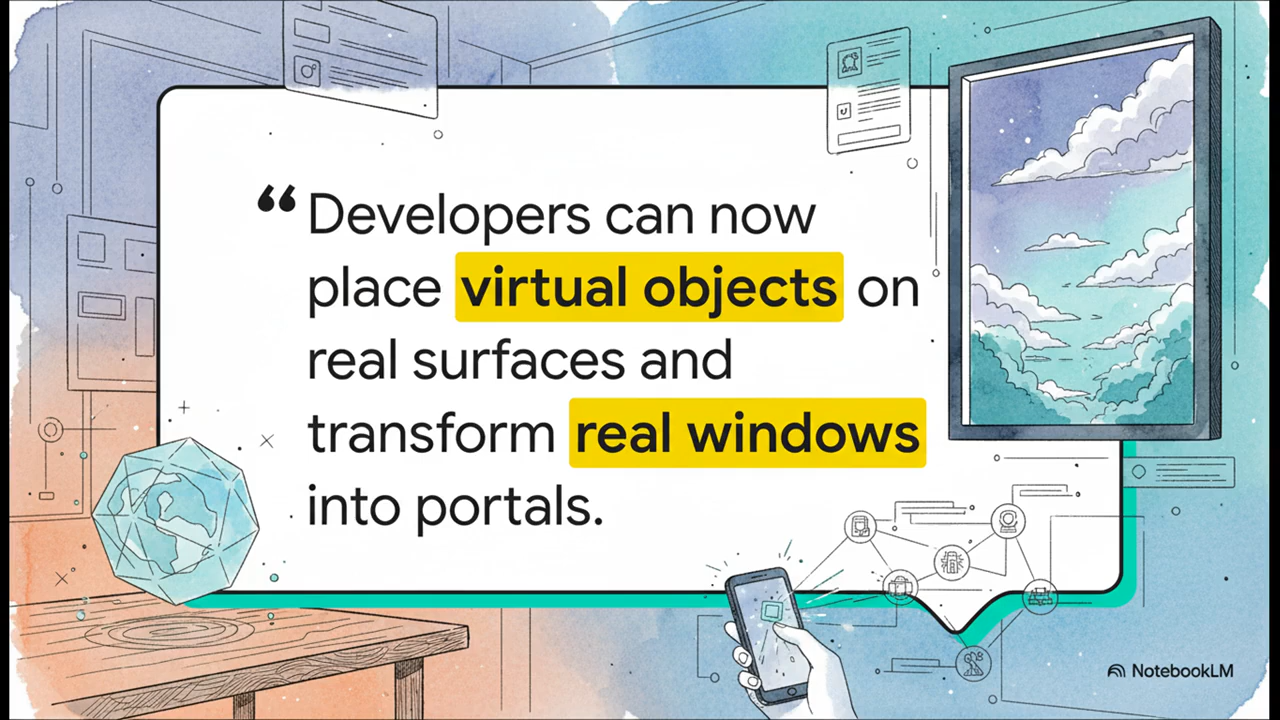 “Developers can now
place virtual objects on
real surfaces and
transform real windows
into portals.
NotebookLM